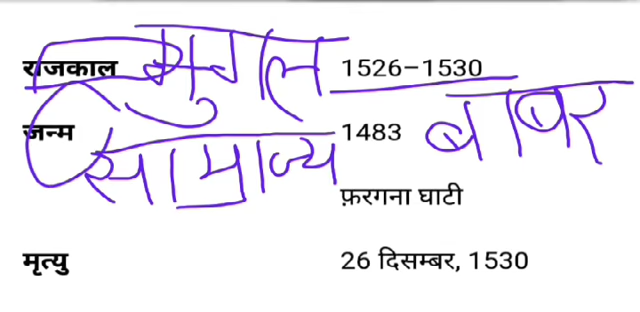 राजकाल मुगल 1526–1530
जन्म साम्राज्य 1483 बाबर
फ़रगना घाटी
मृत्यु 26 दिसम्बर, 1530